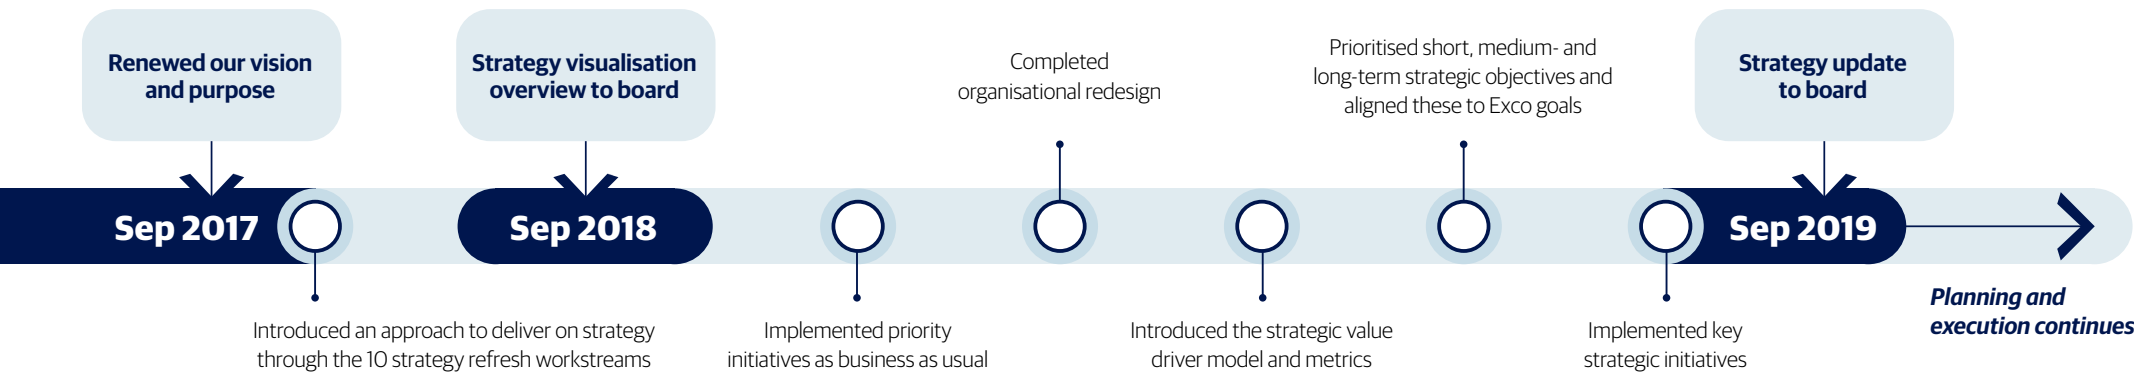 Renewed our vision
and purpose
Sep 2017
Introduced an approach to deliver on strategy
through the 10 strategy refresh workstreams
Strategy visualisation
overview to board
Sep 2018
Implemented priority
initiatives as business as usual
Completed
organisational redesign
Introduced the strategic value
driver model and metrics
Prioritised short, medium- and
long-term strategic objectives and
aligned these to Exco goals
Implemented key
strategic initiatives
Strategy update
to board
Sep 2019
Planning and
execution continues